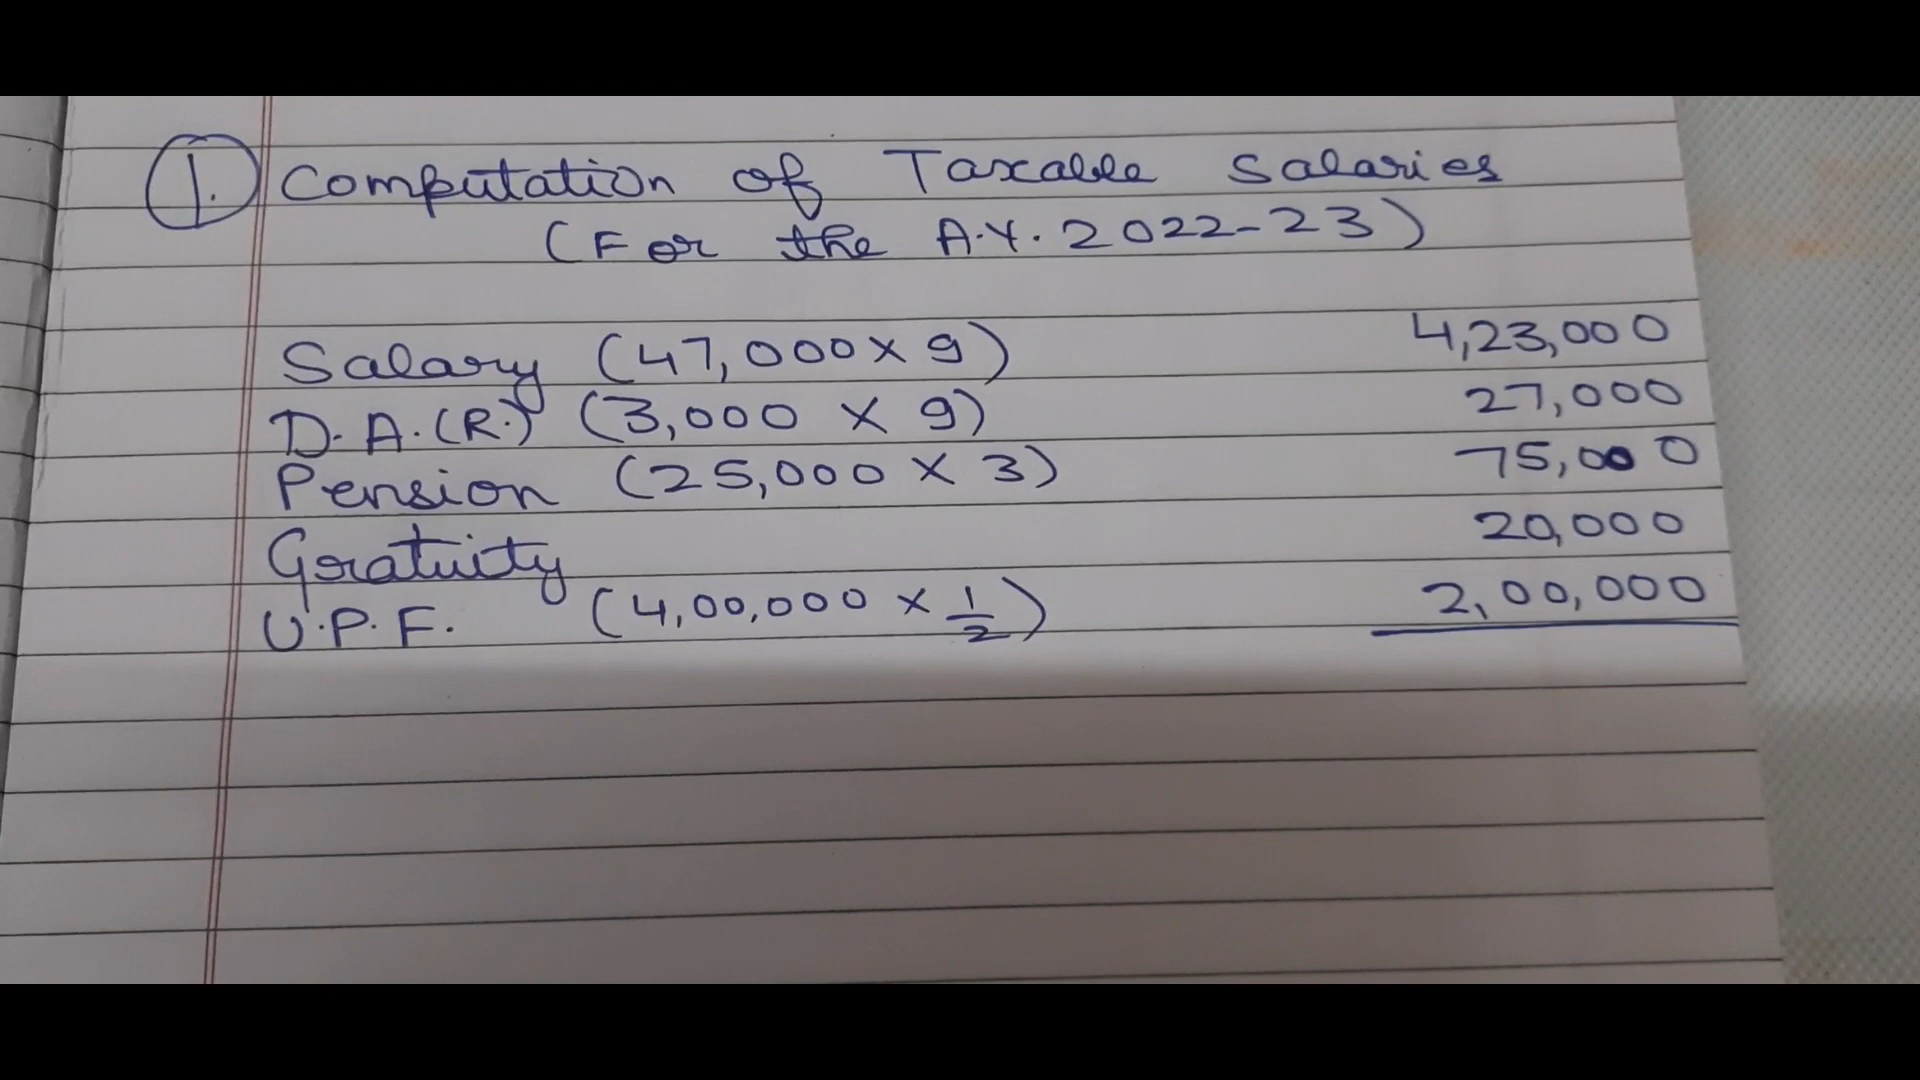 1. Computation of Taxable Salaries
(For the A.Y. 2022-23)
Salary (47,000 × 9) 4,23,000
D.A.(R.) (3,000 × 9) 27,000
Pension (25,000 × 3) 75,000
Gratuity 20,000
U.P.F. (4,00,000 × 1/2) 2,00,000